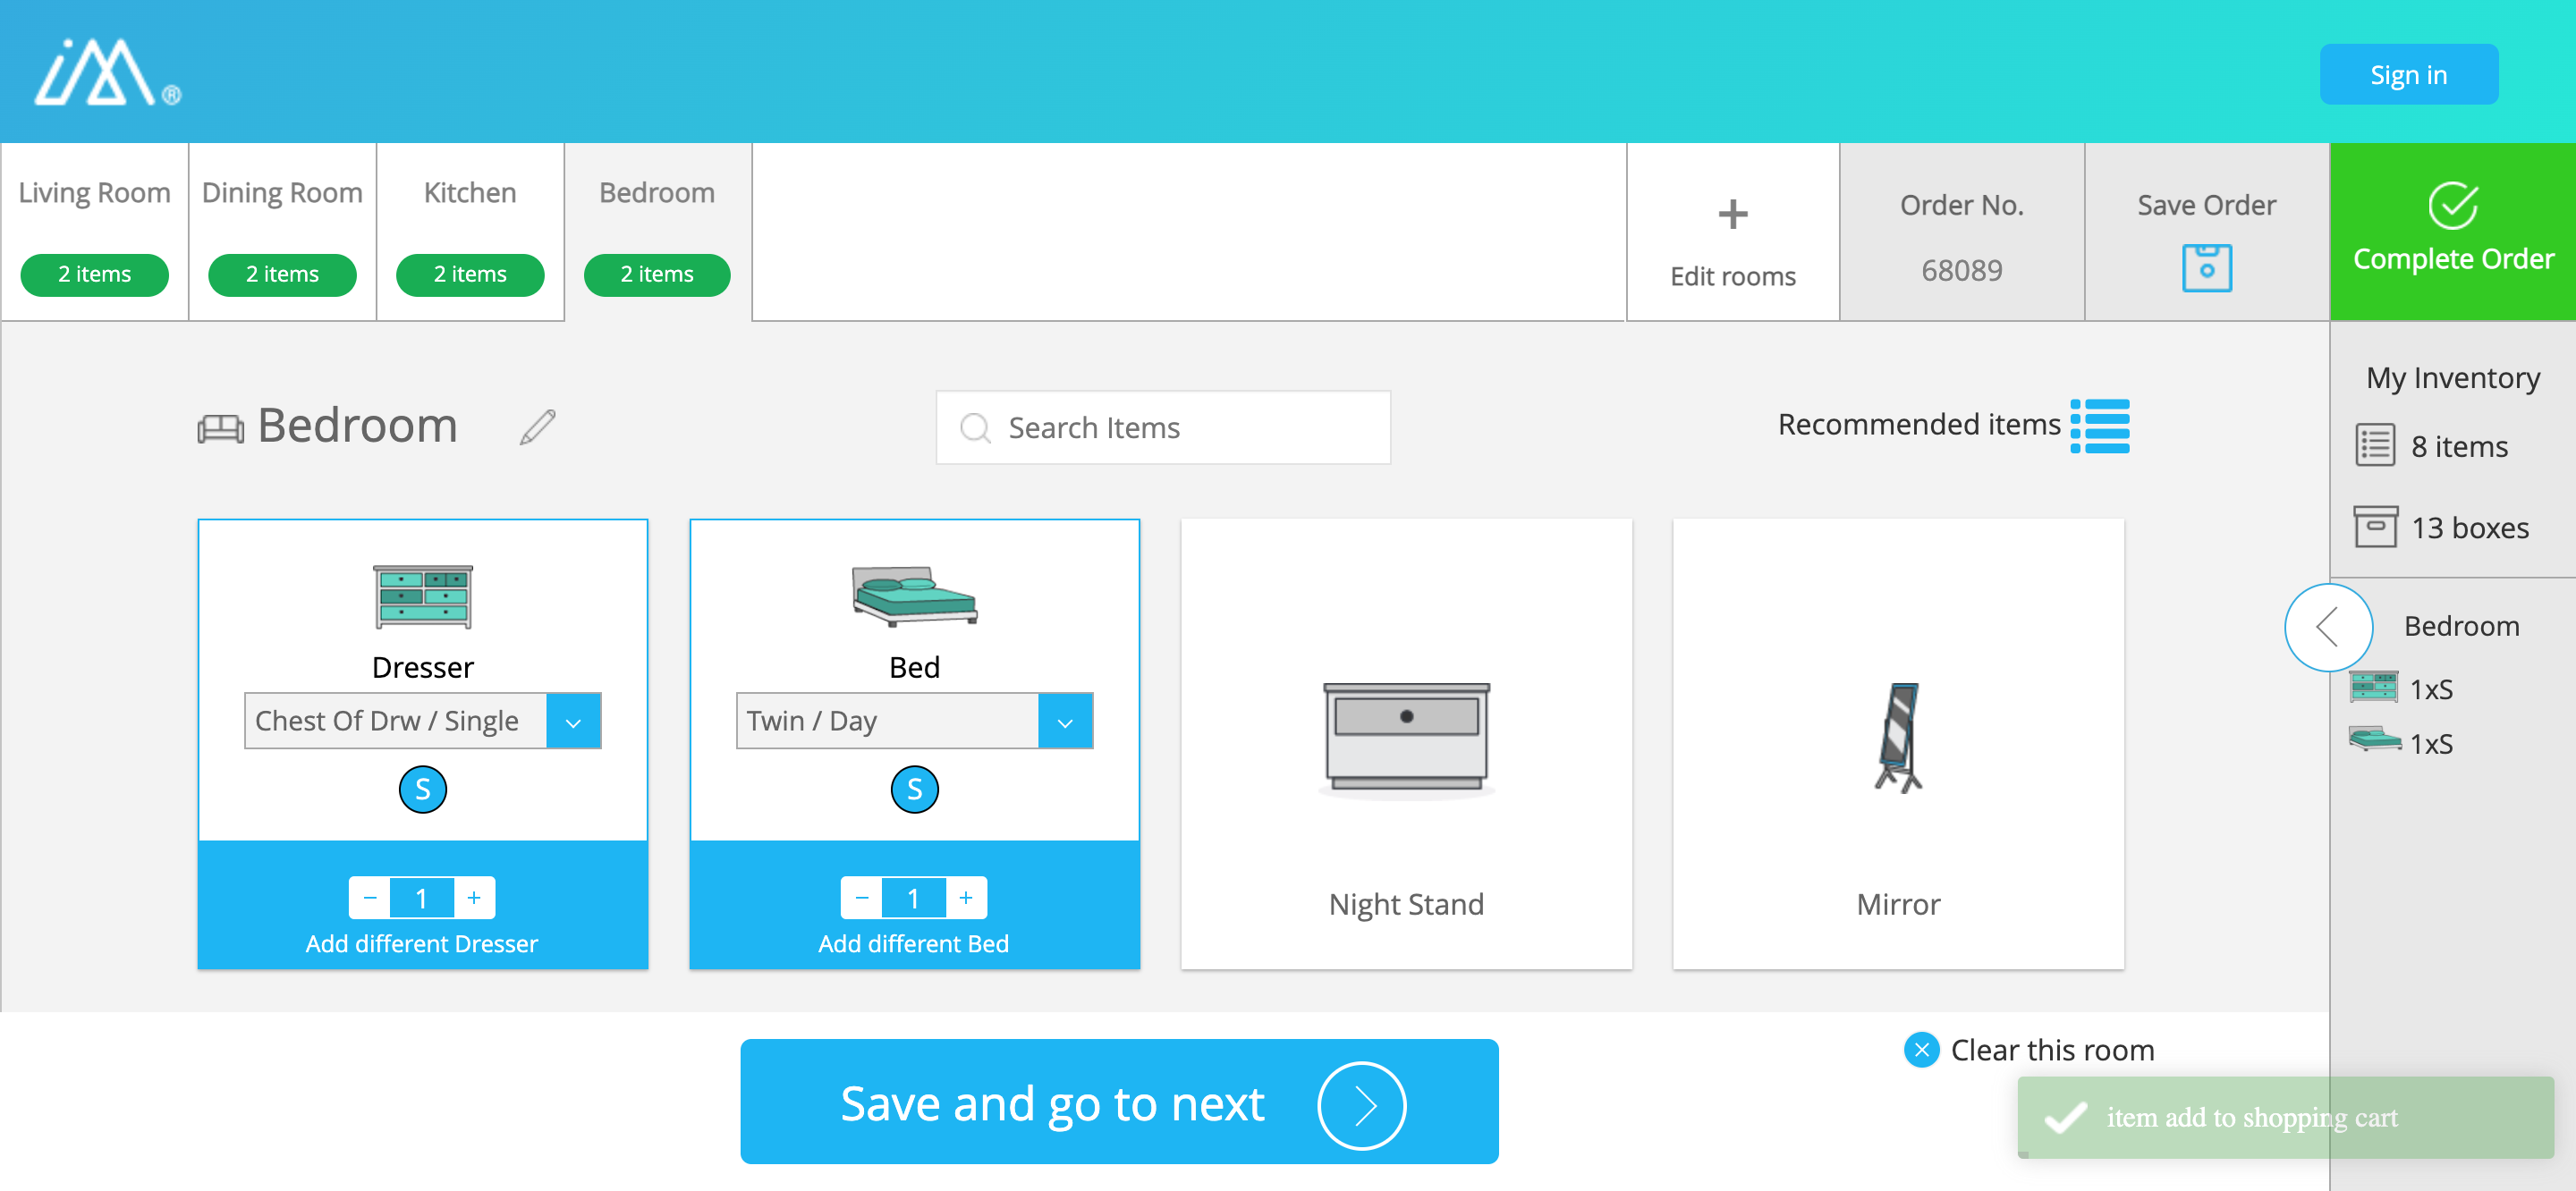 iM®
Sign in
Living Room
2 items
Dining Room
2 items
Kitchen
2 items
Bedroom
2 items
+
Edit rooms
Order No.
68089
Save Order
Complete Order
Bedroom
Search Items
Recommended items
My Inventory
8 items
13 boxes
Bedroom
1xS
1xS
Dresser
Chest Of Drw / Single
S
− 1 +
Add different Dresser
Bed
Twin / Day
S
− 1 +
Add different Bed
Night Stand
Mirror
Clear this room
Save and go to next
item add to shopping cart